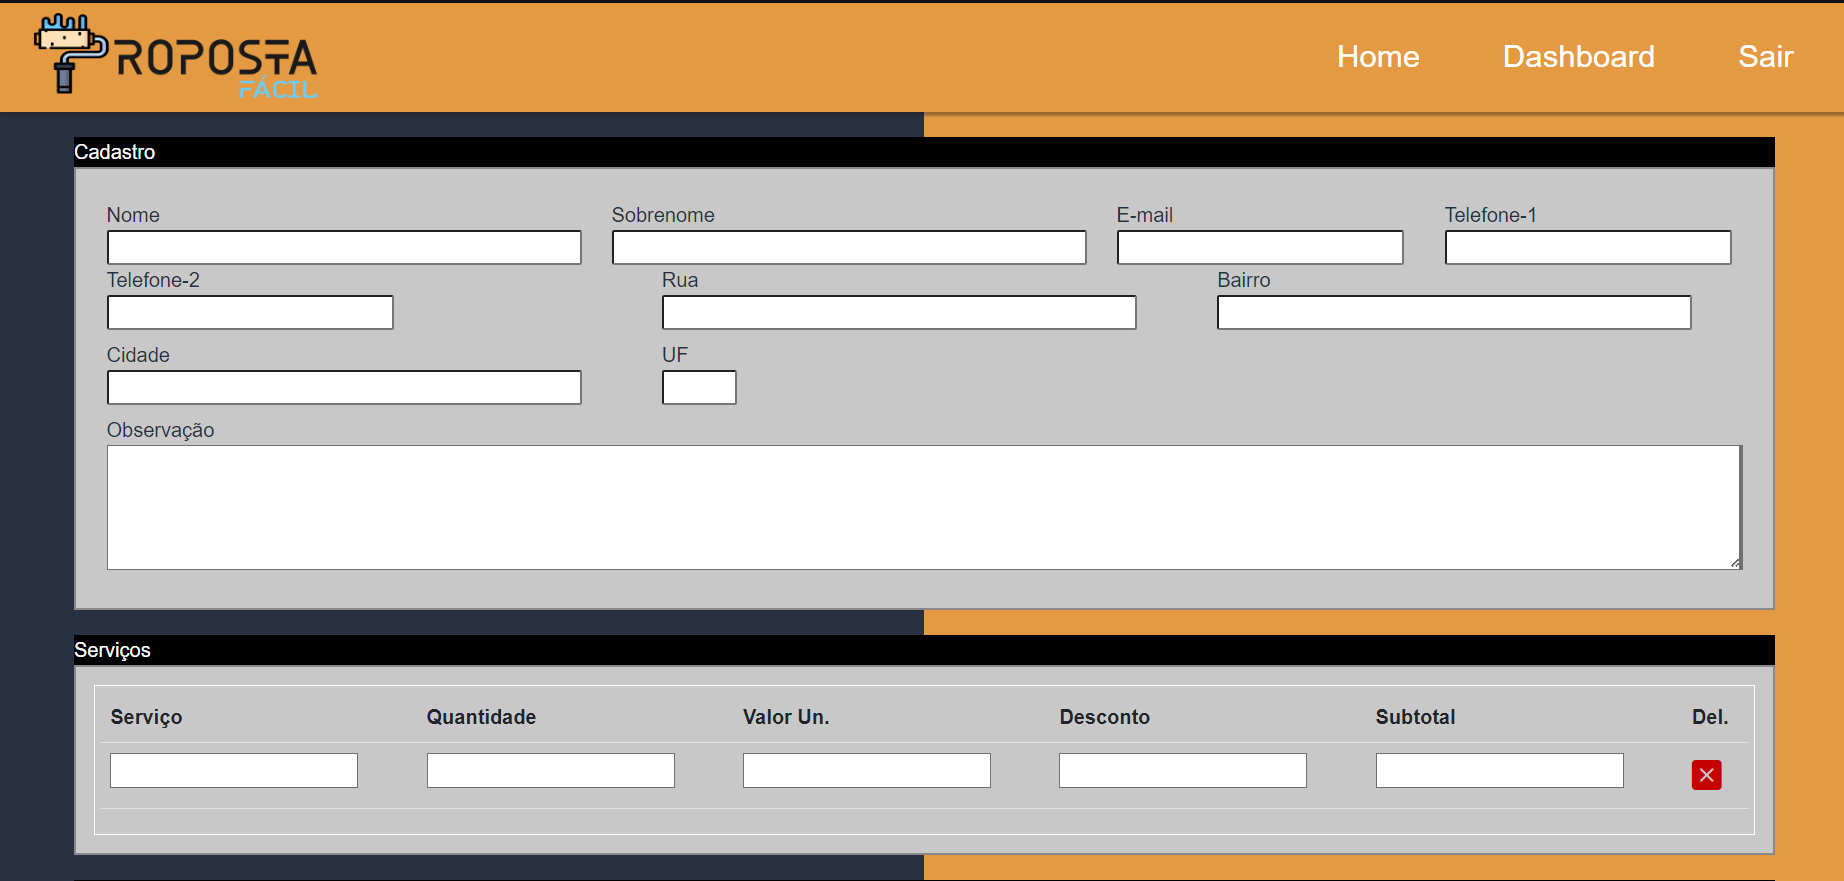 ROPOSTA
FÁCIL
Home Dashboard Sair
Cadastro
Nome Sobrenome E-mail Telefone-1
Telefone-2 Rua Bairro
Cidade UF
Observação
Serviços
Serviço Quantidade Valor Un. Desconto Subtotal Del.